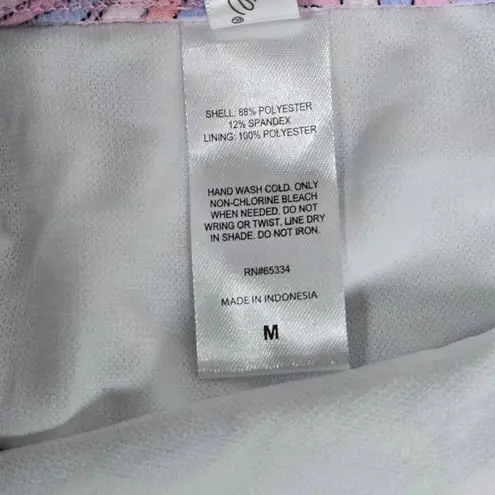 SHELL: 88% POLYESTER
12% SPANDEX
LINING: 100% POLYESTER
HAND WASH COLD. ONLY
NON-CHLORINE BLEACH
WHEN NEEDED. DO NOT
WRING OR TWIST. LINE DRY
IN SHADE. DO NOT IRON.
RN#65334
MADE IN INDONESIA
M